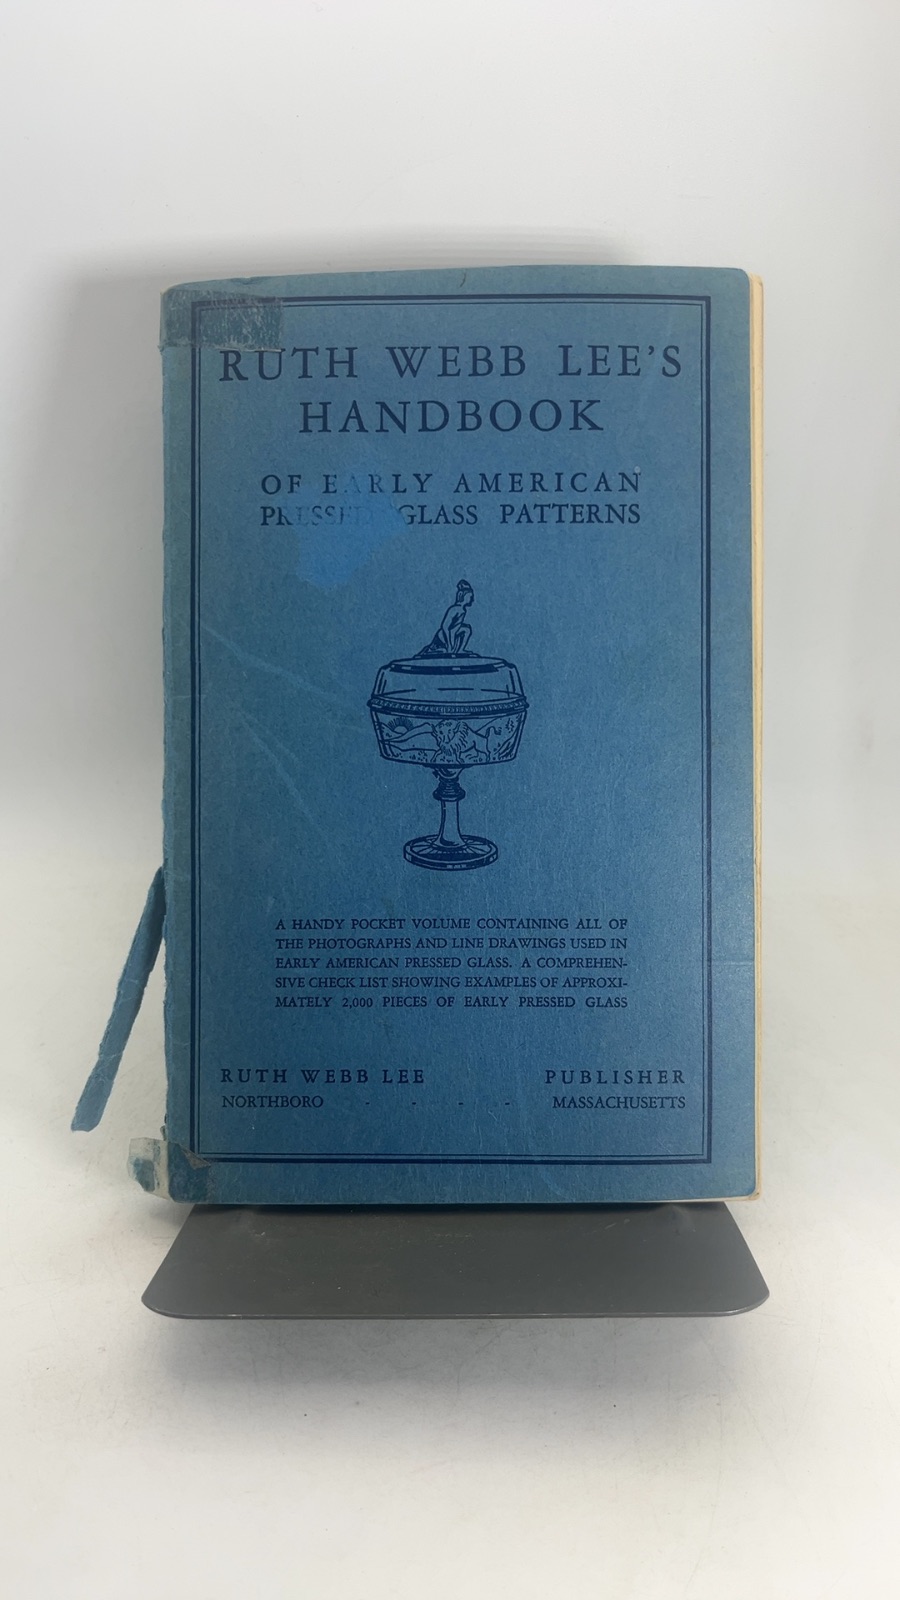 RUTH WEBB LEE'S
HANDBOOK
OF EARLY AMERICAN
PRESSED GLASS PATTERNS
A HANDY POCKET VOLUME CONTAINING ALL OF
THE PHOTOGRAPHS AND LINE DRAWINGS USED IN
EARLY AMERICAN PRESSED GLASS. A COMPREHEN-
SIVE CHECK LIST SHOWING EXAMPLES OF APPROXI-
MATELY 2,000 PIECES OF EARLY PRESSED GLASS
RUTH WEBB LEE PUBLISHER
NORTHBORO - - - - MASSACHUSETTS